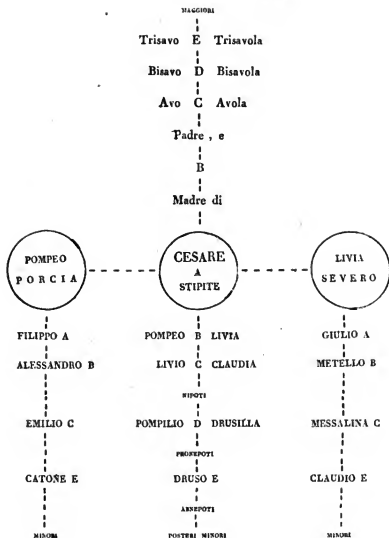 MAGGIORI
Trisavo E Trisavola
Bisavo D Bisavola
Avo C Avola
Padre , e
B
Madre di
POMPEO
PORCIA
CESARE
A
STIPITE
LIVIA
SEVERO
FILIPPO A POMPEO B LIVIA GIULIO A
ALESSANDRO B LIVIO C CLAUDIA METELLO B
NIPOTI
EMILIO C POMPILIO D DRUSILLA MESSALINA C
PRONEPOTI
CATONE E DRUSO E CLAUDIO E
ABNEPOTI
MINORI POSTERI MINORI MINORI